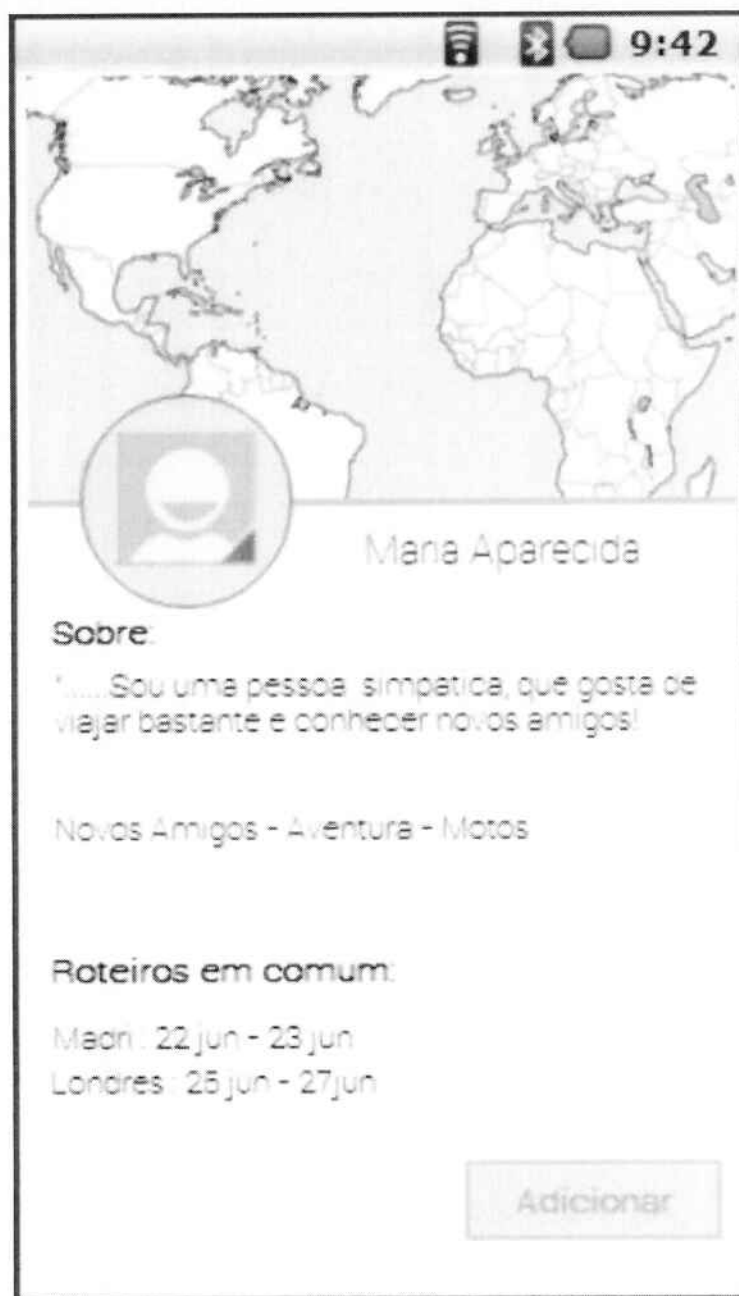 9:42
Maria Aparecida
Sobre:
"......Sou uma pessoa simpatica, que gosta de
viajar bastante e conhecer novos amigos!
Novos Amigos - Aventura - Motos
Roteiros em comum:
Madri : 22 jun - 23 jun
Londres : 25 jun - 27jun
Adicionar